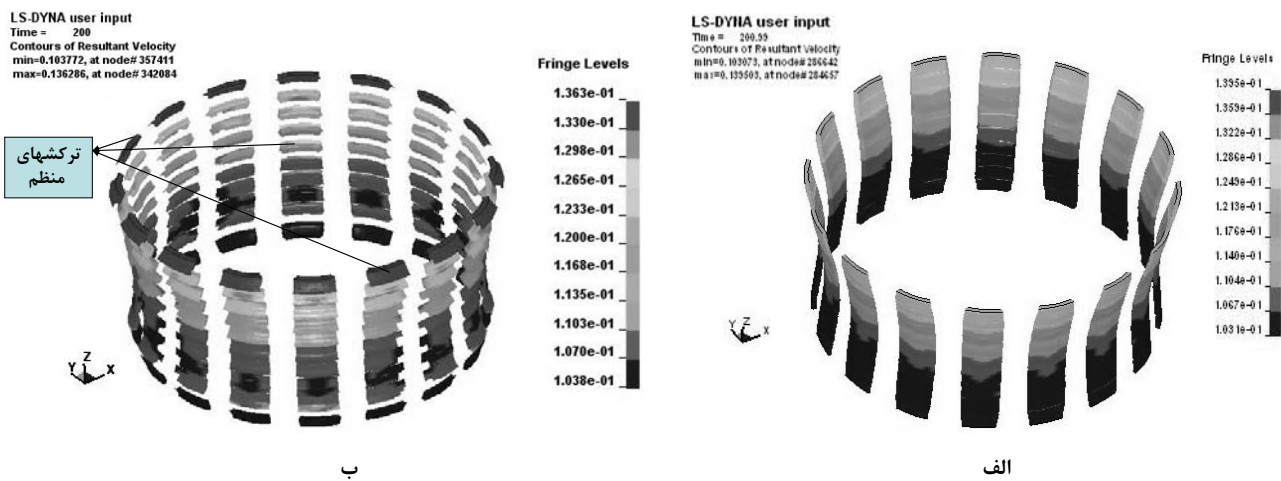 LS-DYNA user input
Time = 200
Contours of Resultant Velocity
min=0.103772, at node# 357411
max=0.136286, at node# 342084
Fringe Levels
1.363e-01
1.330e-01
1.298e-01
1.265e-01
1.233e-01
1.200e-01
1.168e-01
1.135e-01
1.103e-01
1.070e-01
1.038e-01
ترکشهای
منظم
Y Z X
ب
LS-DYNA user input
Time = 200.99
Contours of Resultant Velocity
min=0.103073, at node# 286642
max=0.139503, at node# 284657
Fringe Levels
1.395e-01
1.359e-01
1.322e-01
1.286e-01
1.249e-01
1.213e-01
1.176e-01
1.140e-01
1.104e-01
1.067e-01
1.031e-01
Y Z X
الف